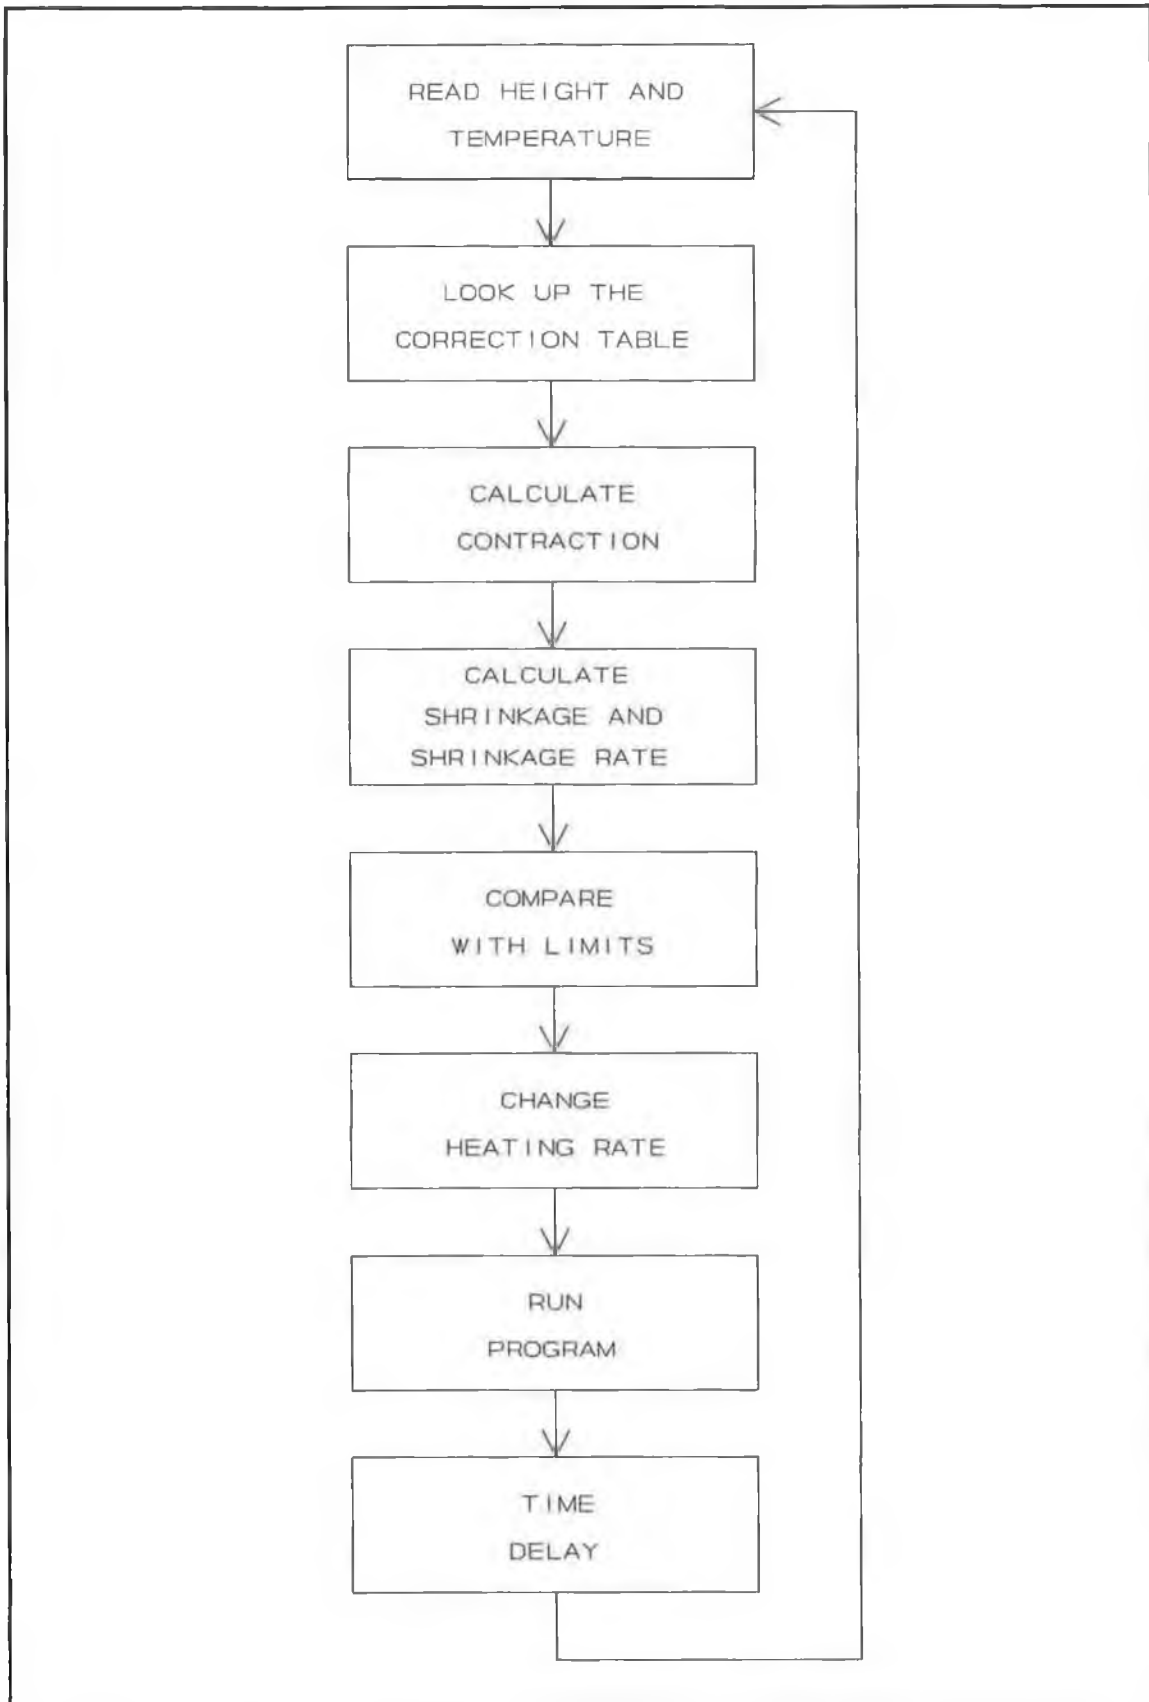 READ HEIGHT AND
TEMPERATURE
LOOK UP THE
CORRECTION TABLE
CALCULATE
CONTRACTION
CALCULATE
SHRINKAGE AND
SHRINKAGE RATE
COMPARE
WITH LIMITS
CHANGE
HEATING RATE
RUN
PROGRAM
TIME
DELAY